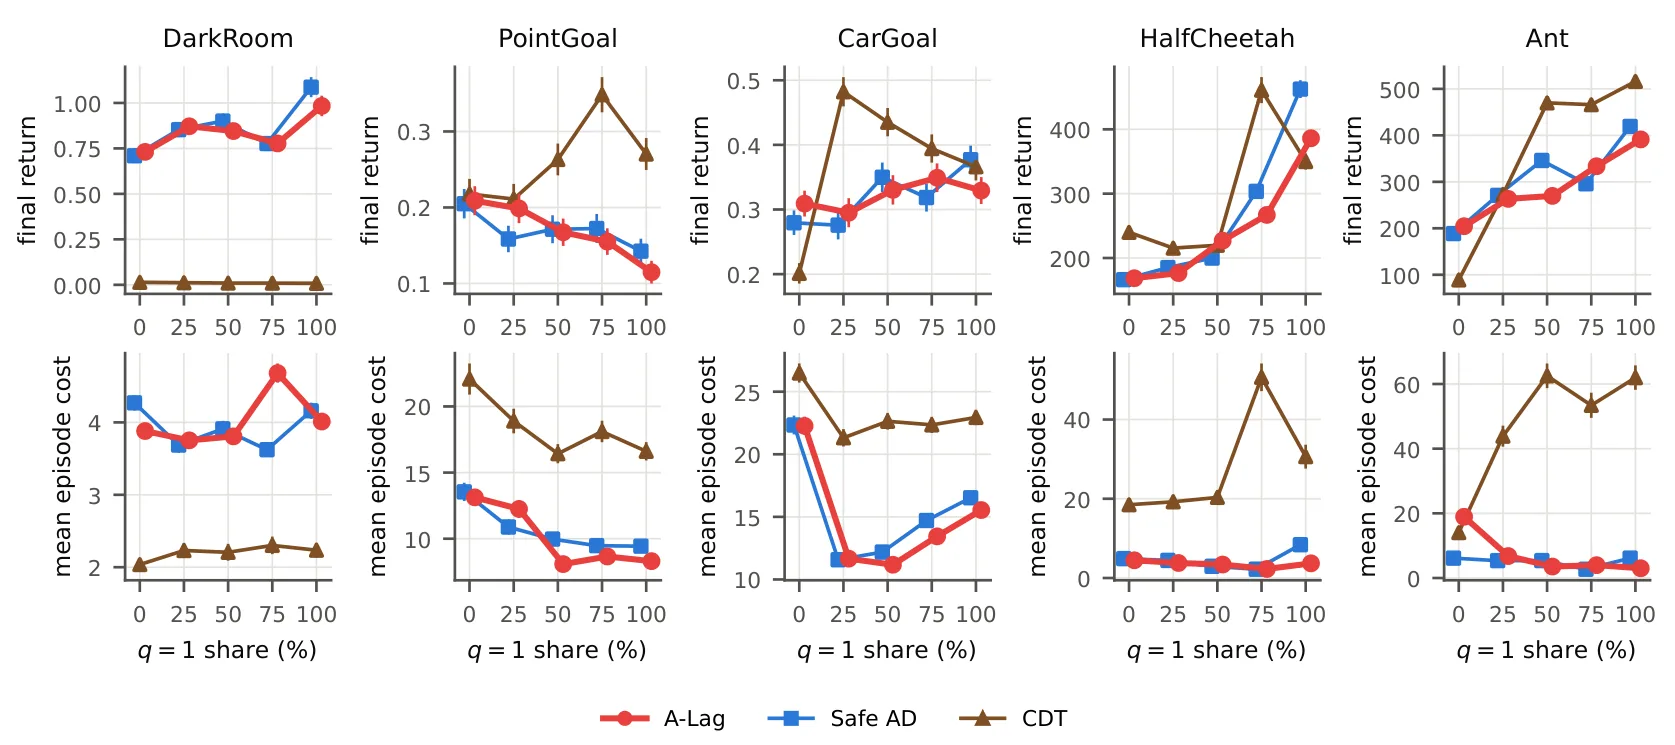 DarkRoom PointGoal CarGoal HalfCheetah Ant
final return
1.00
0.75
0.50
0.25
0.00
0 25 50 75 100
final return
0.3
0.2
0.1
0 25 50 75 100
final return
0.5
0.4
0.3
0.2
0 25 50 75 100
final return
400
300
200
0 25 50 75 100
final return
500
400
300
200
100
0 25 50 75 100
mean episode cost
4
3
2
0 25 50 75 100
q = 1 share (%)
mean episode cost
20
15
10
0 25 50 75 100
q = 1 share (%)
mean episode cost
25
20
15
10
0 25 50 75 100
q = 1 share (%)
mean episode cost
40
20
0
0 25 50 75 100
q = 1 share (%)
mean episode cost
60
40
20
0
0 25 50 75 100
q = 1 share (%)
A-Lag Safe AD CDT